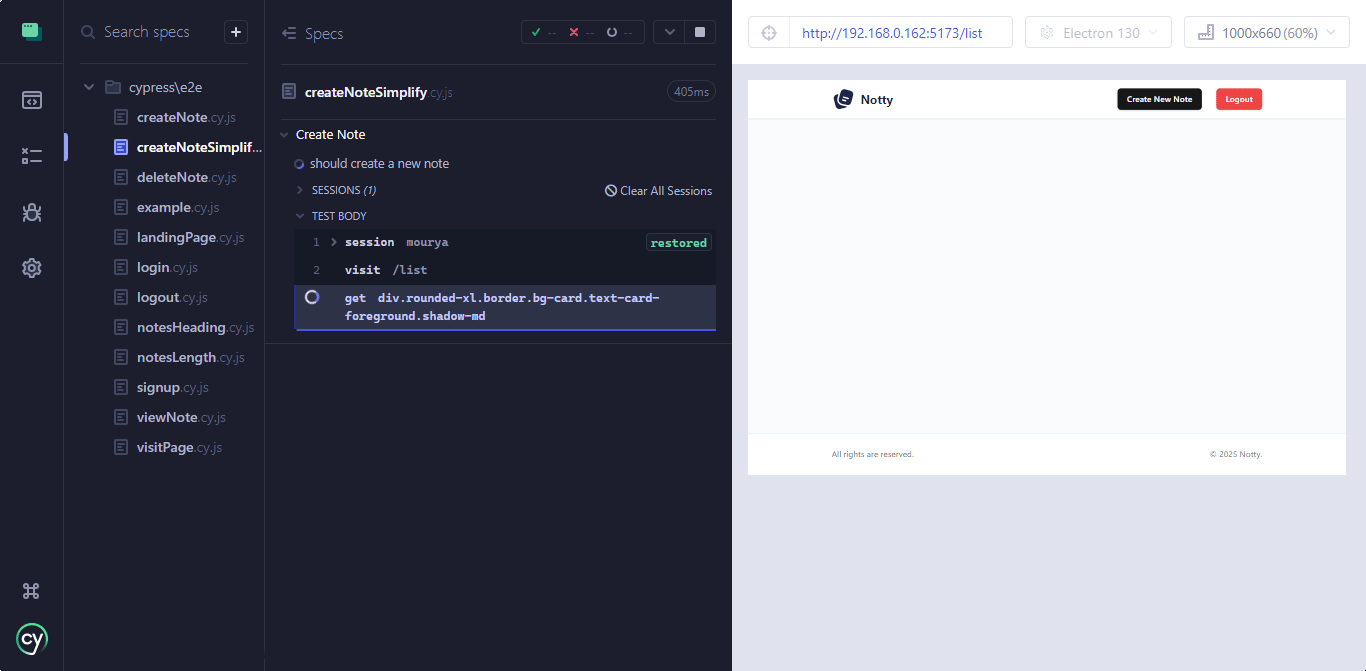 Search specs
+
cypress\e2e
createNote.cy.js
createNoteSimplif...
deleteNote.cy.js
example.cy.js
landingPage.cy.js
login.cy.js
logout.cy.js
notesHeading.cy.js
notesLength.cy.js
signup.cy.js
viewNote.cy.js
visitPage.cy.js
cy
Specs
-- -- --
createNoteSimplify.cy.js 405ms
Create Note
should create a new note
SESSIONS (1) Clear All Sessions
TEST BODY
1 session mourya restored
2 visit /list
get div.rounded-xl.border.bg-card.text-card-
foreground.shadow-md
http://192.168.0.162:5173/list Electron 130 1000x660 (60%)
Notty Create New Note Logout
All rights are reserved. © 2025 Notty.